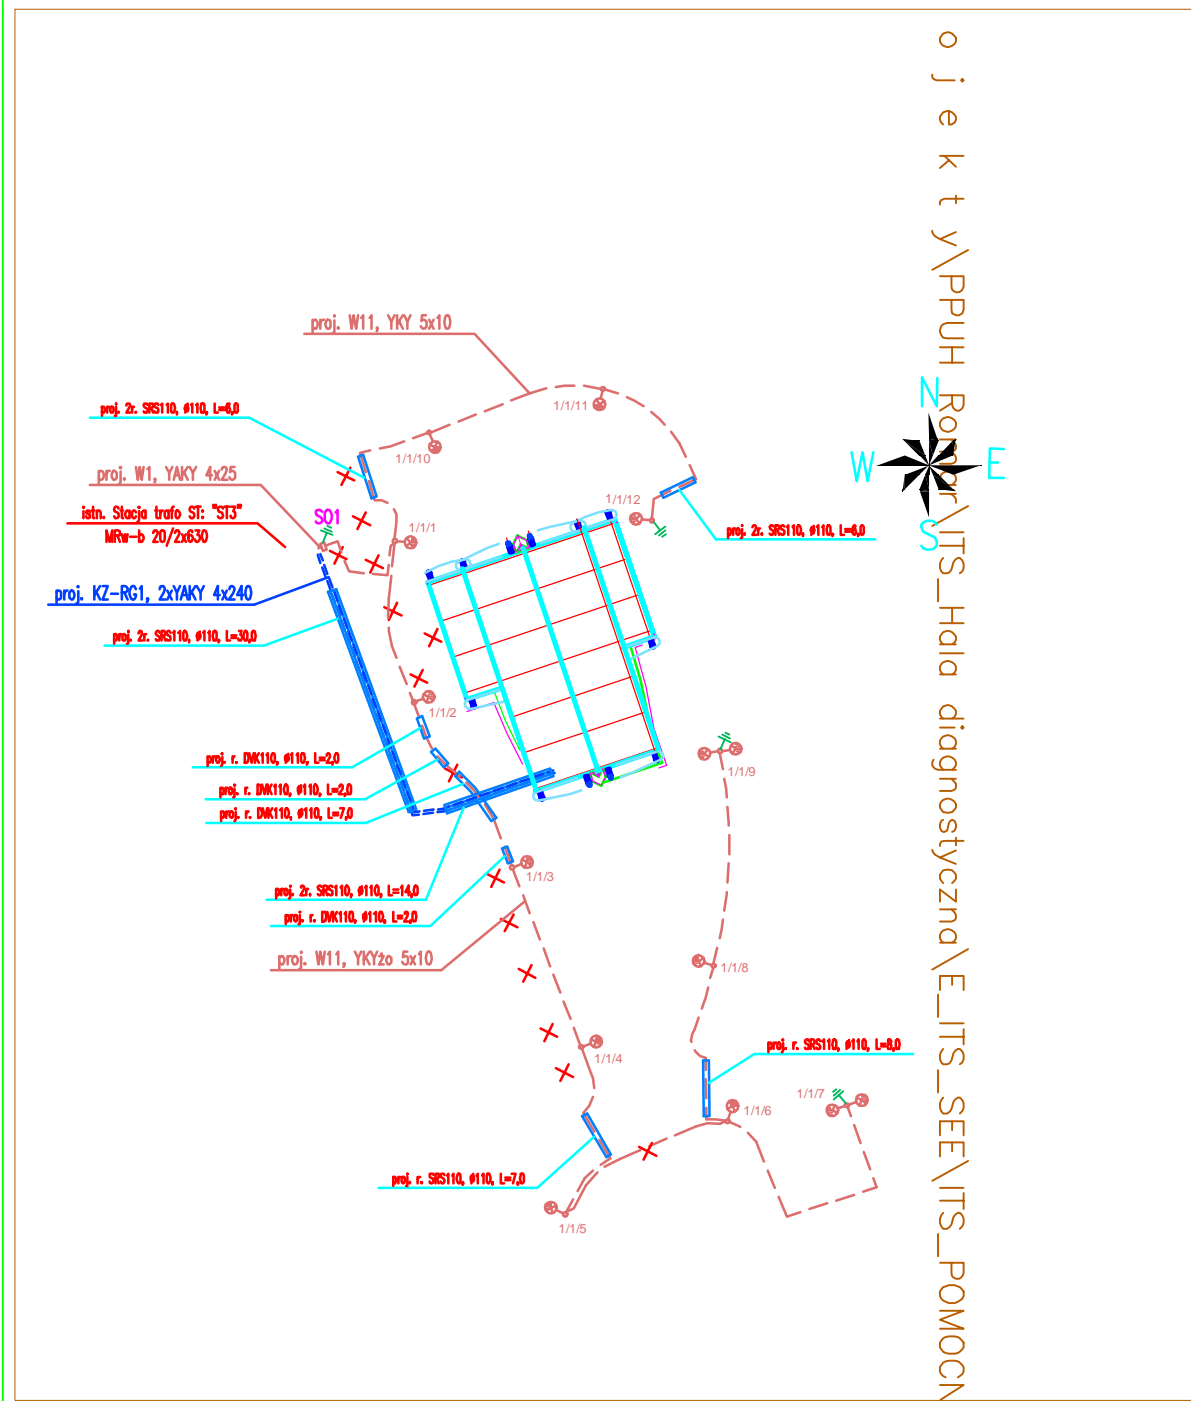 proj. W11, YKY 5x10
proj. 2r. SRS110, ø110, L=6,0
1/1/11
1/1/10
proj. W1, YAKY 4x25
istn. Stacja trafo ST: "ST3"
MRw-b 20/2x630
SO1
1/1/1
1/1/12
proj. 2r. SRS110, ø110, L=6,0
proj. KZ-RG1, 2xYAKY 4x240
proj. 2r. SRS110, ø110, L=30,0
1/1/2
proj. r. DVK110, ø110, L=2,0
proj. r. DVK110, ø110, L=2,0
proj. r. DVK110, ø110, L=7,0
1/1/9
1/1/3
proj. 2r. SRS110, ø110, L=14,0
proj. r. DVK110, ø110, L=2,0
proj. W11, YKYżo 5x10
1/1/8
1/1/4
proj. r. SRS110, ø110, L=8,0
1/1/7
1/1/6
proj. r. SRS110, ø110, L=7,0
1/1/5
N
W
E
S
ojekty\PPUH Romar\ITS_Hala diagnostyczna\E_ITS_SEE\ITS_POMOCN